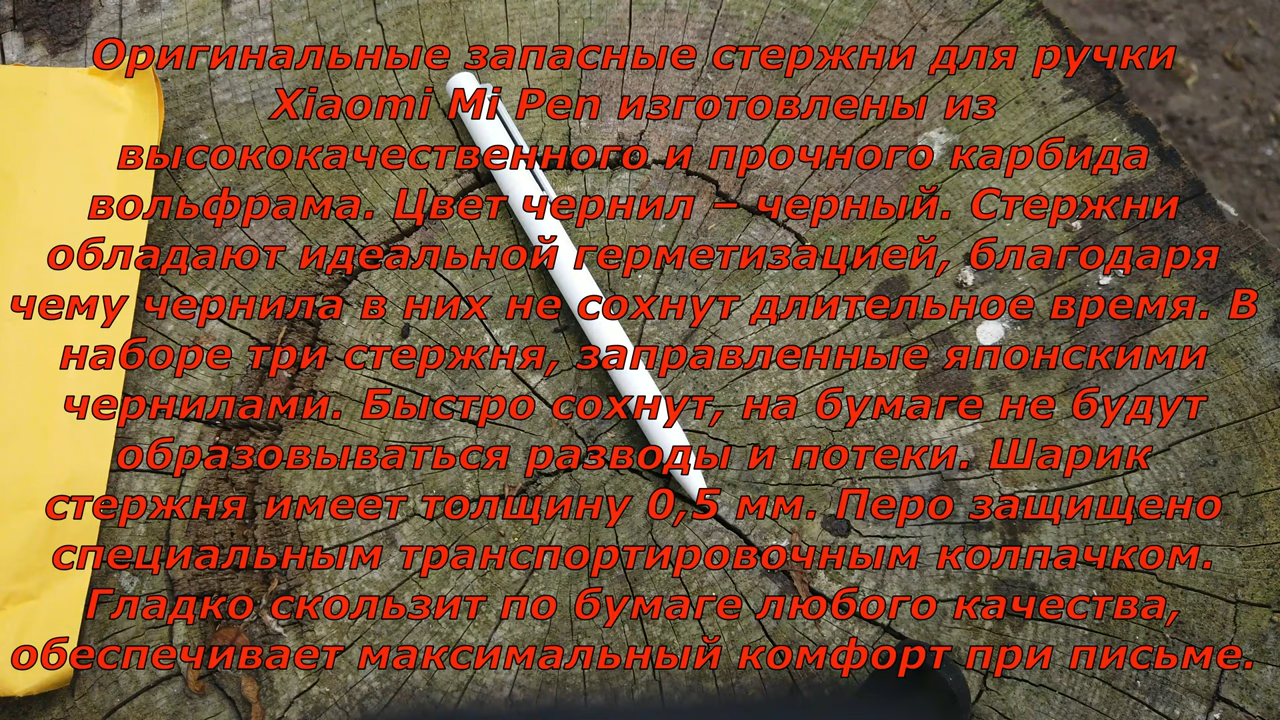 Оригинальные запасные стержни для ручки
Xiaomi Mi Pen изготовлены из
высококачественного и прочного карбида
вольфрама. Цвет чернил – черный. Стержни
обладают идеальной герметизацией, благодаря
чему чернила в них не сохнут длительное время. В
наборе три стержня, заправленные японскими
чернилами. Быстро сохнут, на бумаге не будут
образовываться разводы и потеки. Шарик
стержня имеет толщину 0,5 мм. Перо защищено
специальным транспортировочным колпачком.
Гладко скользит по бумаге любого качества,
обеспечивает максимальный комфорт при письме.